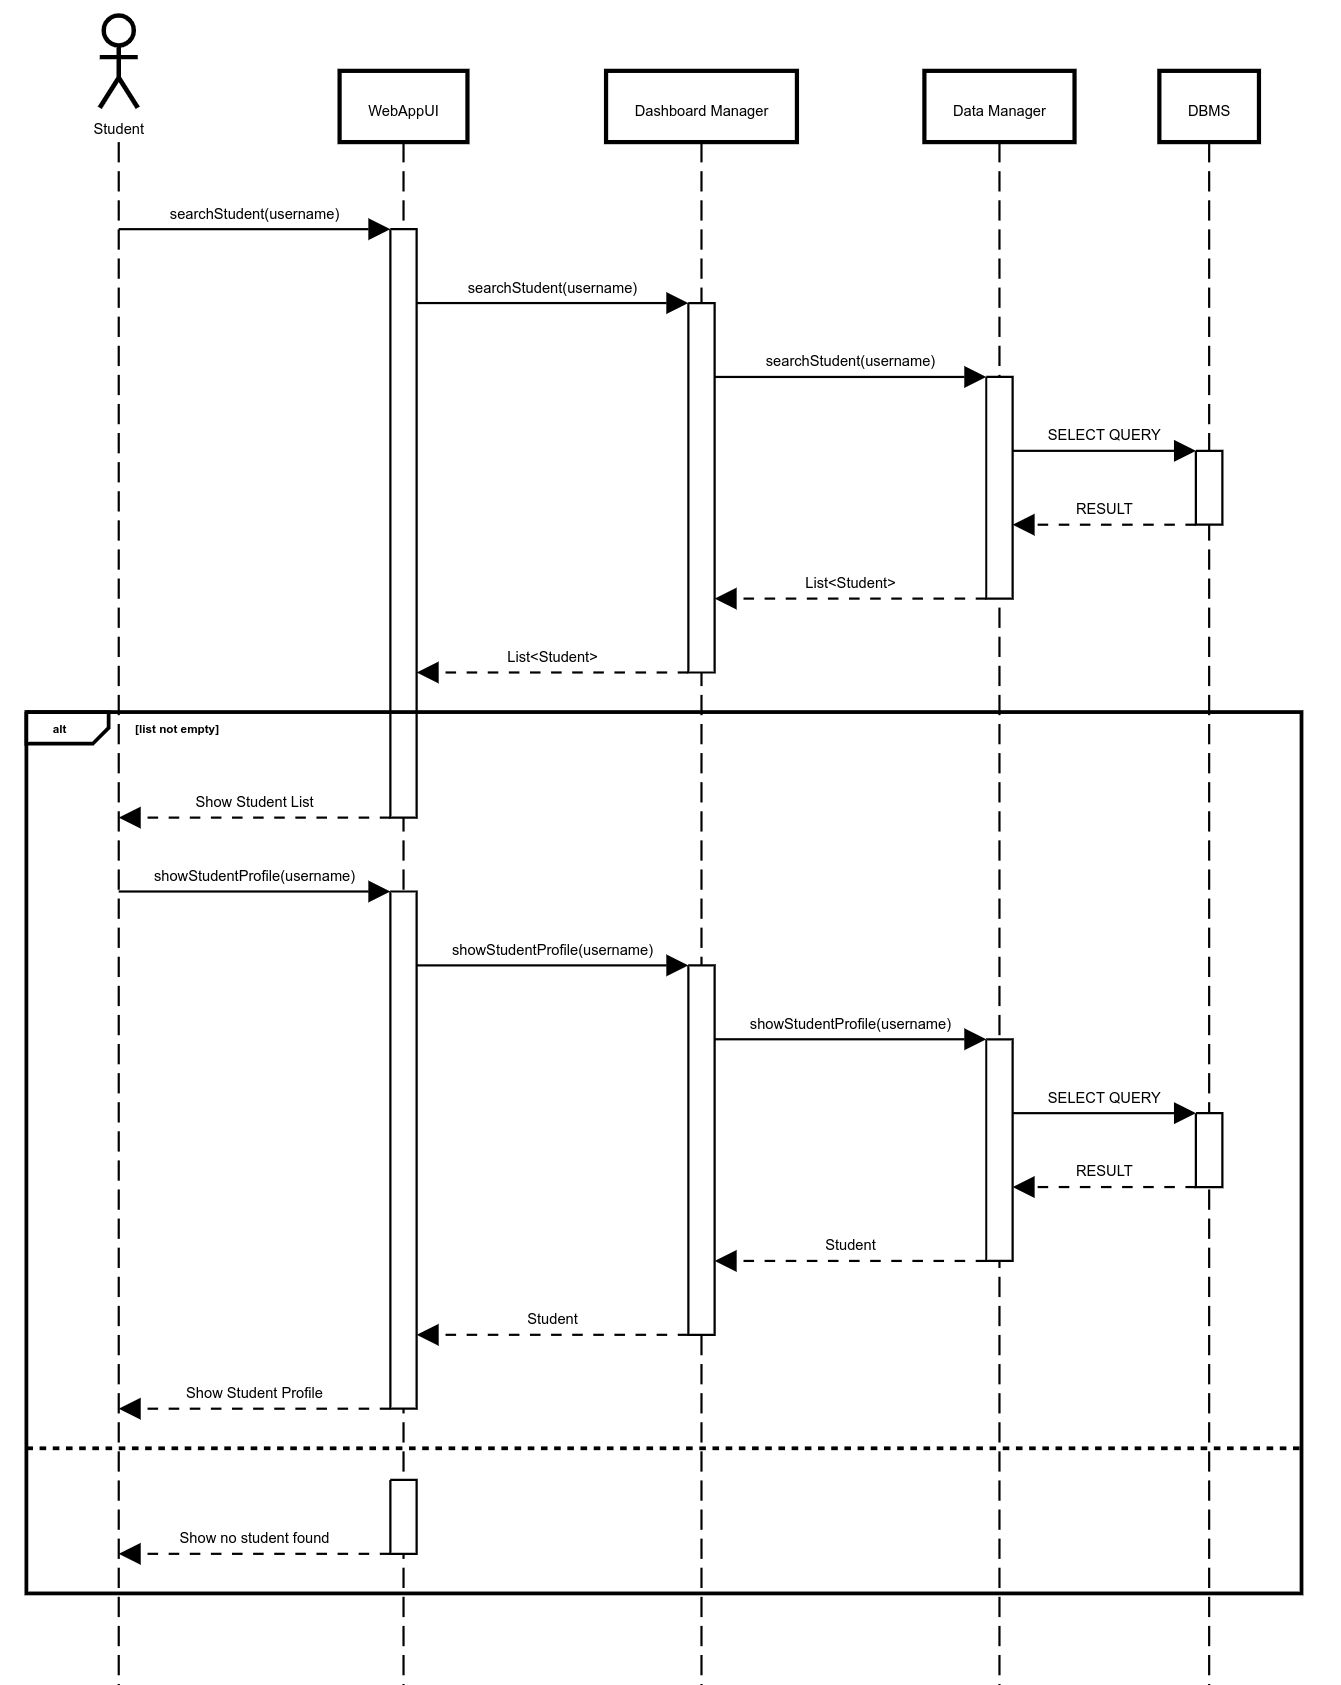 Student
WebAppUI
Dashboard Manager
Data Manager
DBMS
searchStudent(username)
searchStudent(username)
searchStudent(username)
SELECT QUERY
RESULT
List<Student>
List<Student>
alt
[list not empty]
Show Student List
showStudentProfile(username)
showStudentProfile(username)
showStudentProfile(username)
SELECT QUERY
RESULT
Student
Student
Show Student Profile
Show no student found